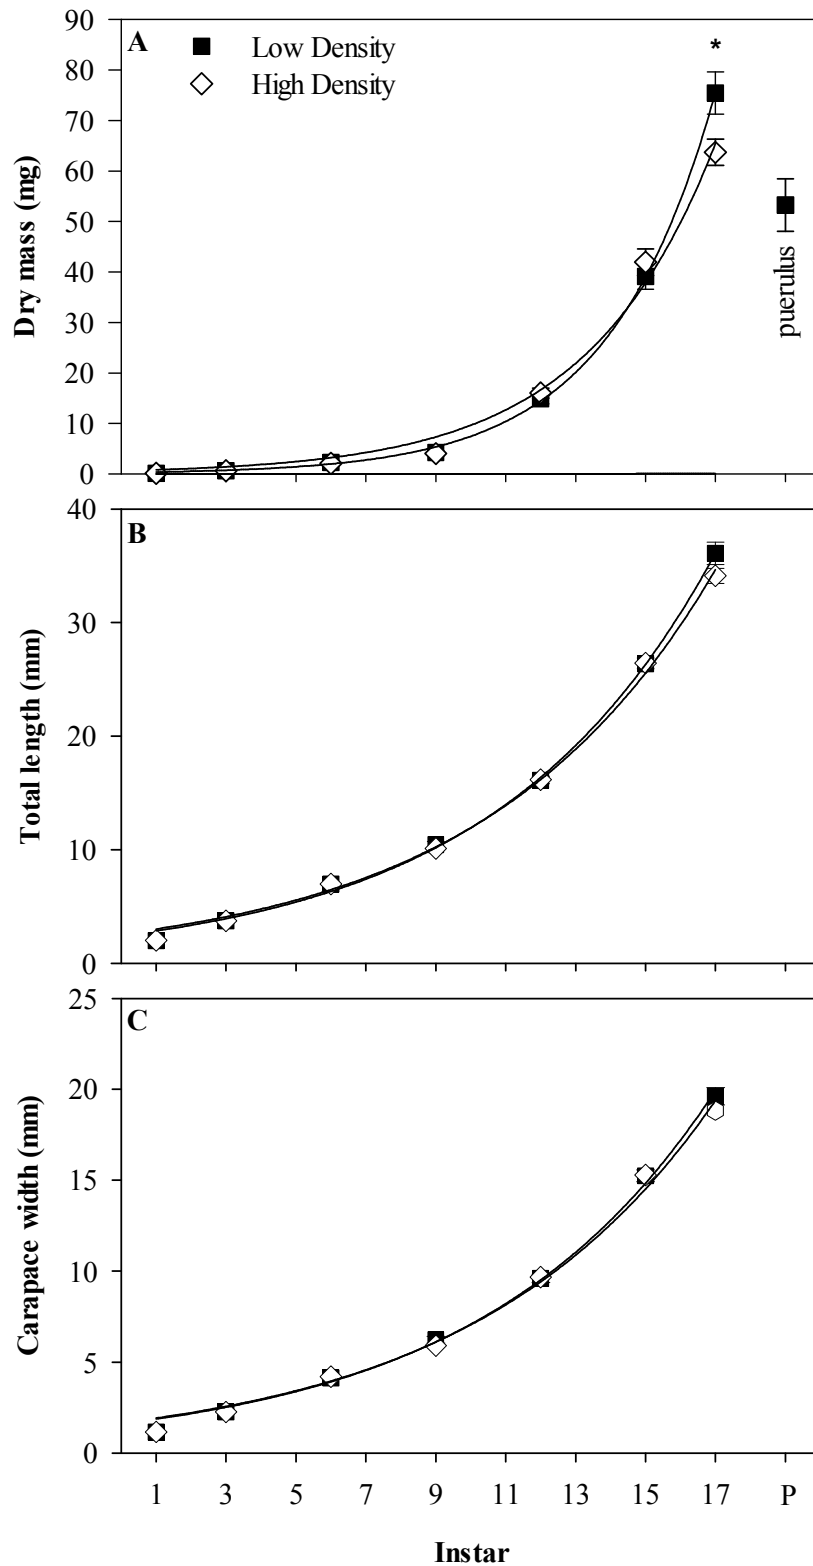 90
A
Low Density
*
80
High Density
70
60
50
40
30
20
10
0
Dry mass (mg)
puerulus
40
B
30
20
10
0
Total length (mm)
25
C
20
15
10
5
0
Carapace width (mm)
1 3 5 7 9 11 13 15 17 P
Instar